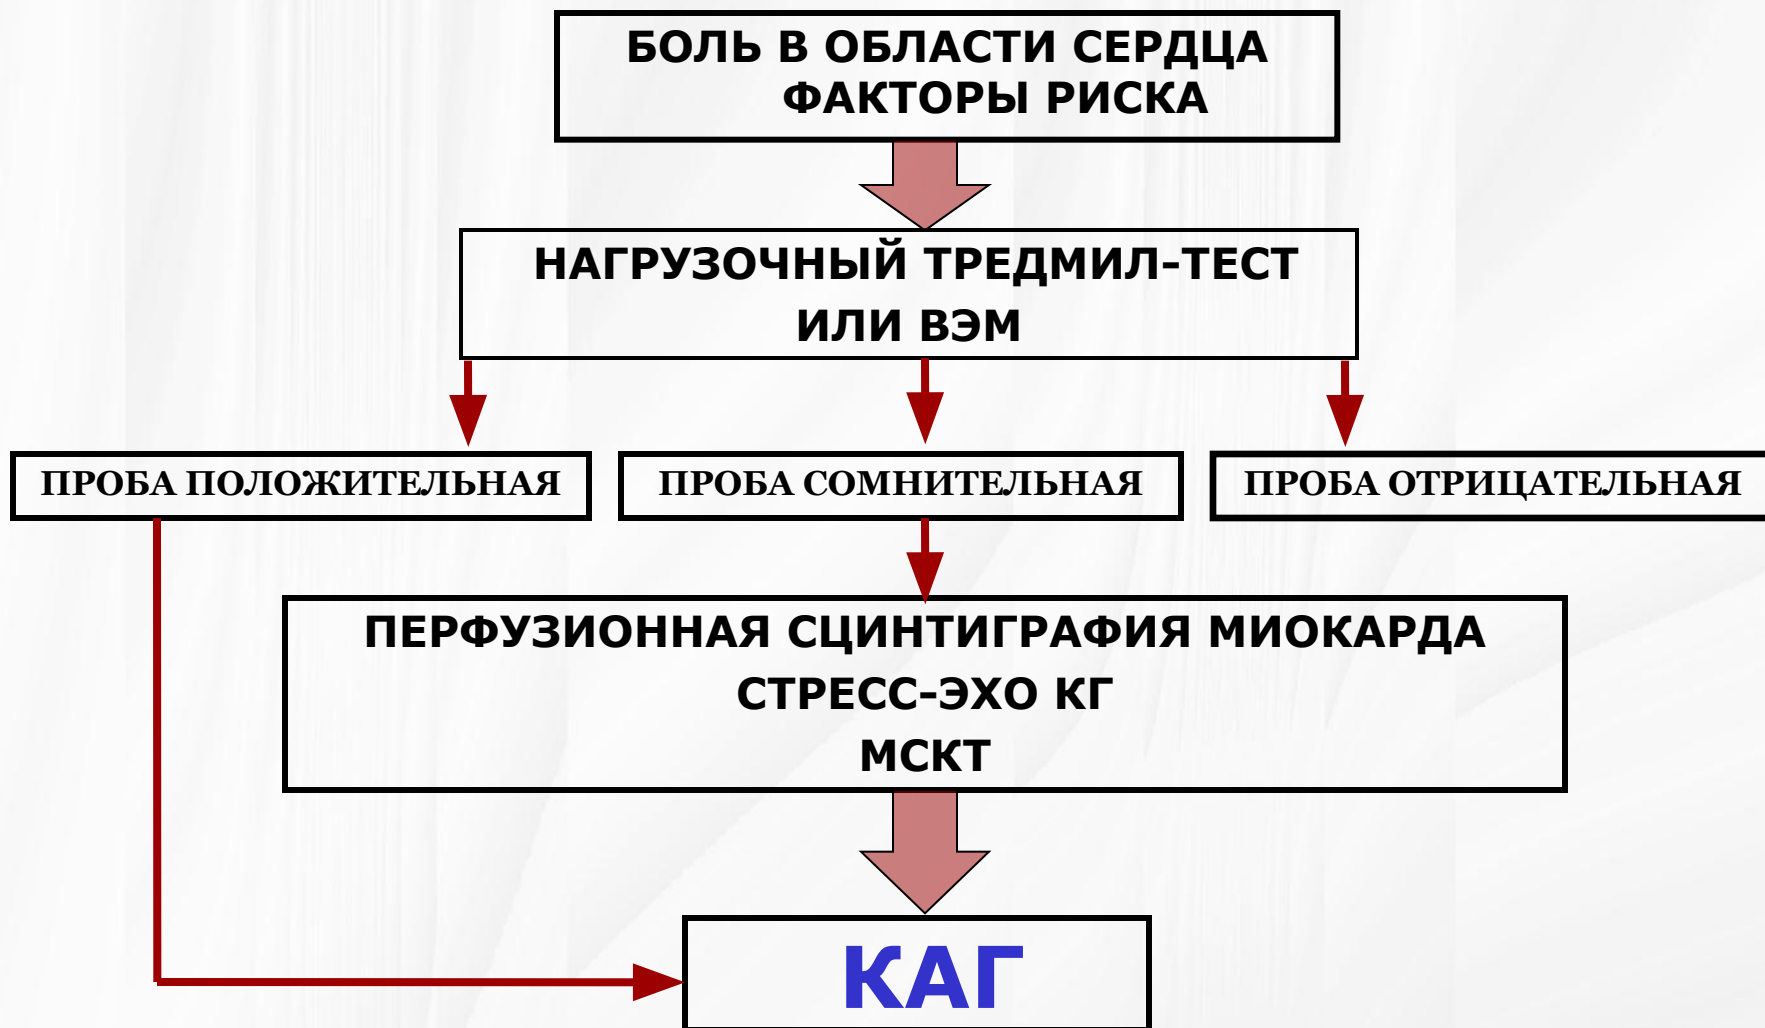 БОЛЬ В ОБЛАСТИ СЕРДЦА
ФАКТОРЫ РИСКА
НАГРУЗОЧНЫЙ ТРЕДМИЛ-ТЕСТ
ИЛИ ВЭМ
ПРОБА ПОЛОЖИТЕЛЬНАЯ
ПРОБА СОМНИТЕЛЬНАЯ
ПРОБА ОТРИЦАТЕЛЬНАЯ
ПЕРФУЗИОННАЯ СЦИНТИГРАФИЯ МИОКАРДА
СТРЕСС-ЭХО КГ
МСКТ
КАГ